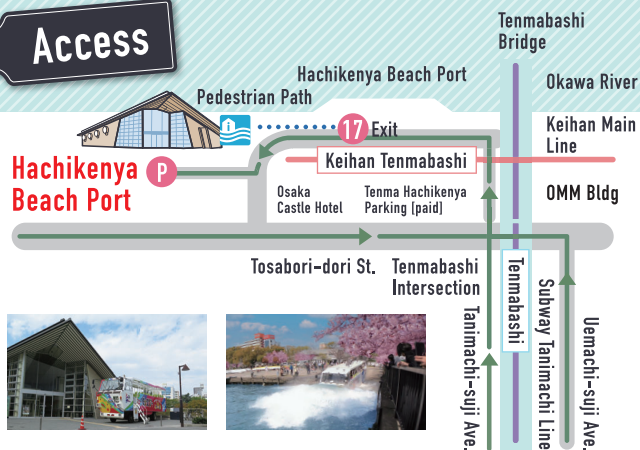 Access
Tenmabashi
Bridge
Hachikenya Beach Port
Okawa River
Pedestrian Path
17 Exit
Keihan Main
Line
Keihan Tenmabashi
Hachikenya
Beach Port
P
Osaka
Castle Hotel
Tenma Hachikenya
Parking [paid]
OMM Bldg
Tosabori-dori St.
Tenmabashi
Intersection
Tenmabashi
Tanimachi-suji Ave.
Subway Tanimachi Line
Uemachi-suji Ave.